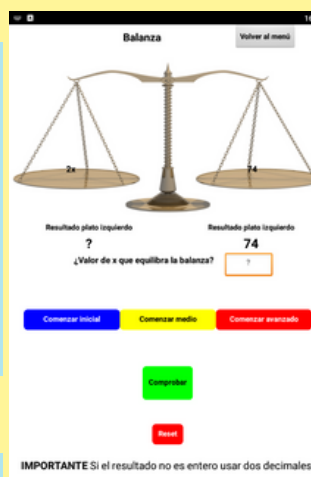 16
Balanza
Volver al menú
2x
74
Resultado plato izquierdo
Resultado plato izquierdo
?
74
¿Valor de x que equilibra la balanza?
?
Comenzar inicial
Comenzar medio
Comenzar avanzado
Comprobar
Reset
IMPORTANTE Si el resultado no es entero usar dos decimales